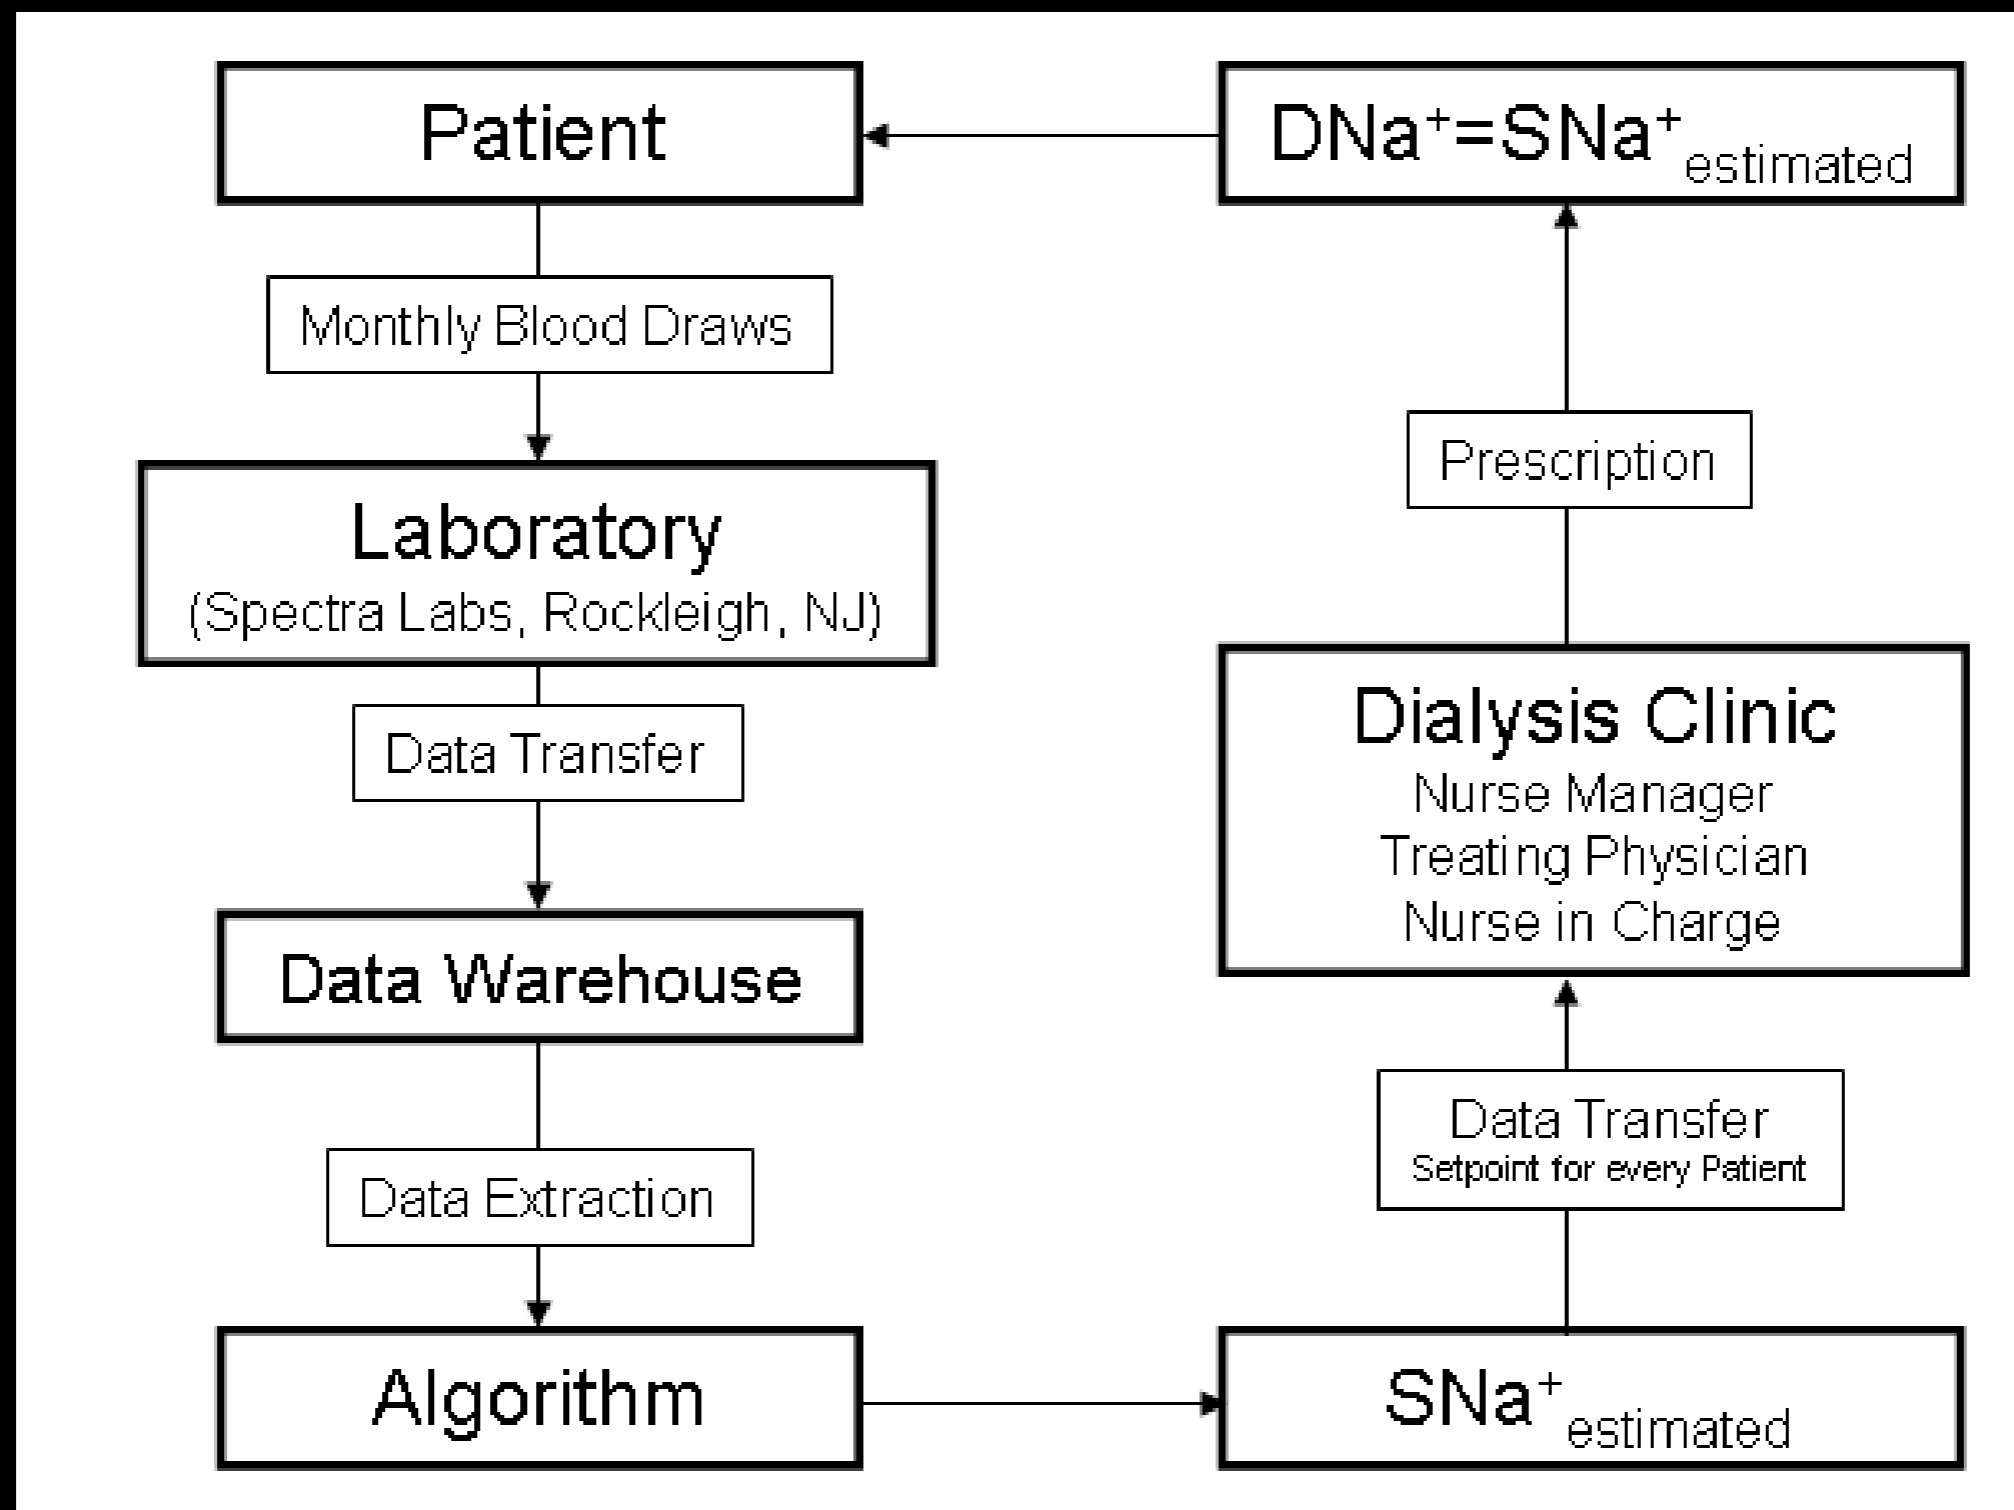 Patient
DNa⁺=SNa⁺estimated
Monthly Blood Draws
Prescription
Laboratory
(Spectra Labs, Rockleigh, NJ)
Data Transfer
Dialysis Clinic
Nurse Manager
Treating Physician
Nurse in Charge
Data Warehouse
Data Transfer
Setpoint for every Patient
Data Extraction
Algorithm
SNa⁺estimated